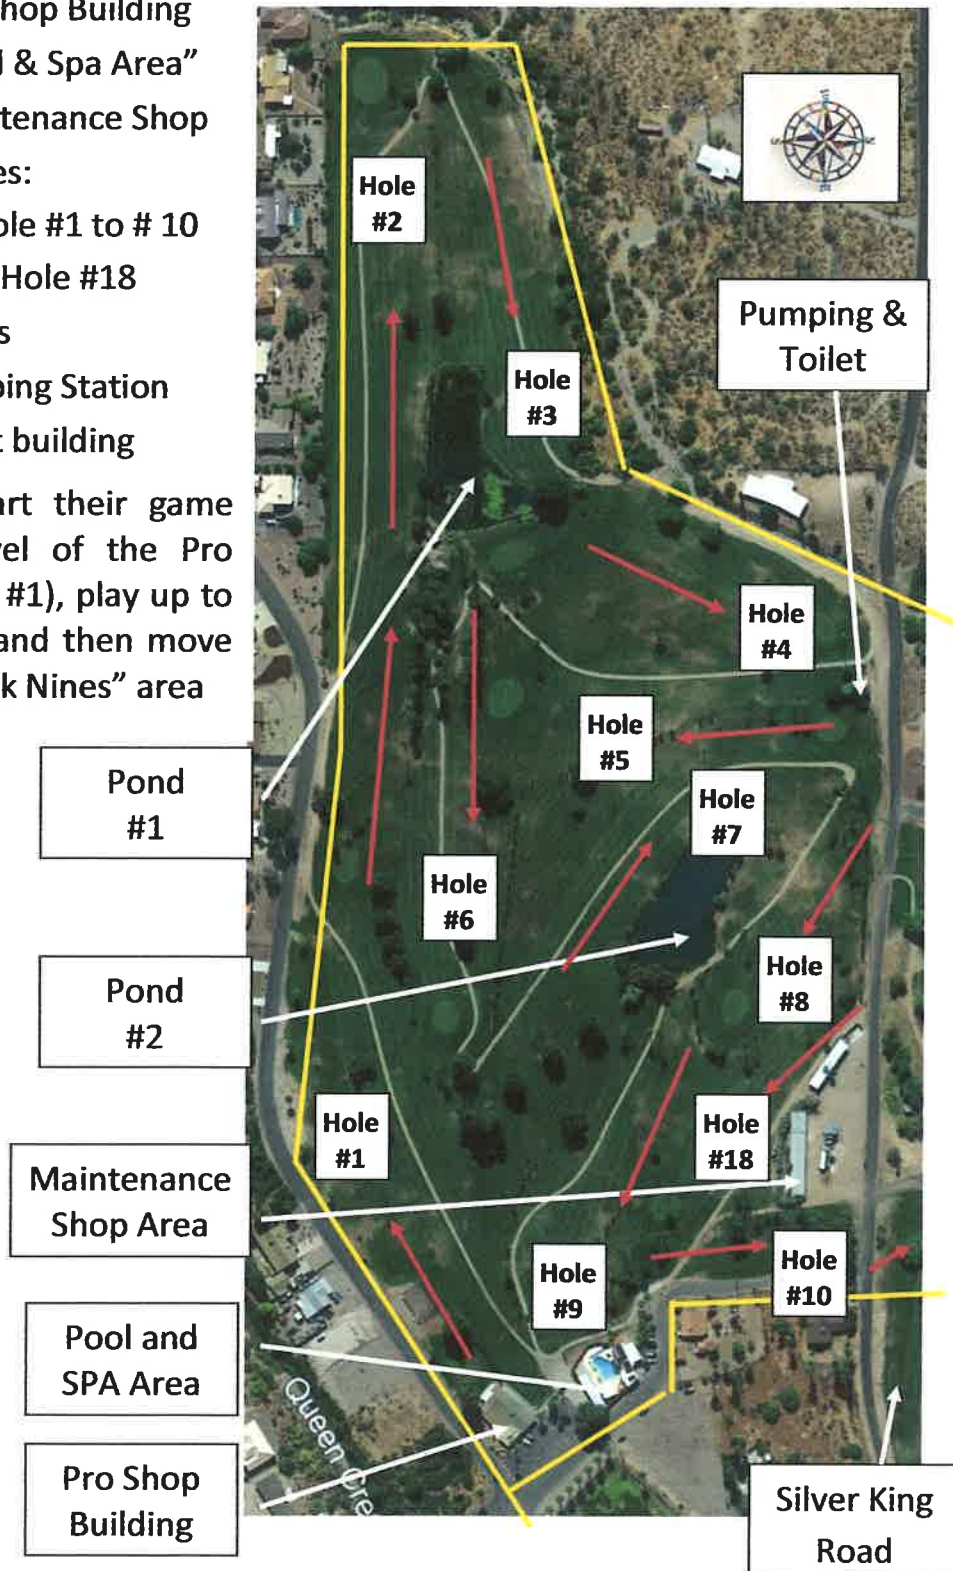 hop Building
& Spa Area”
tenance Shop
es:
ole #1 to # 10
Hole #18
s
ping Station
t building
art their game
vel of the Pro
#1), play up to
and then move
k Nines” area
Hole
#2
Pumping &
Toilet
Hole
#3
Hole
#4
Hole
#5
Pond
#1
Hole
#7
Hole
#6
Hole
#8
Pond
#2
Hole
#1
Hole
#18
Maintenance
Shop Area
Hole
#9
Hole
#10
Pool and
SPA Area
Queen Cre
Pro Shop
Building
Silver King
Road